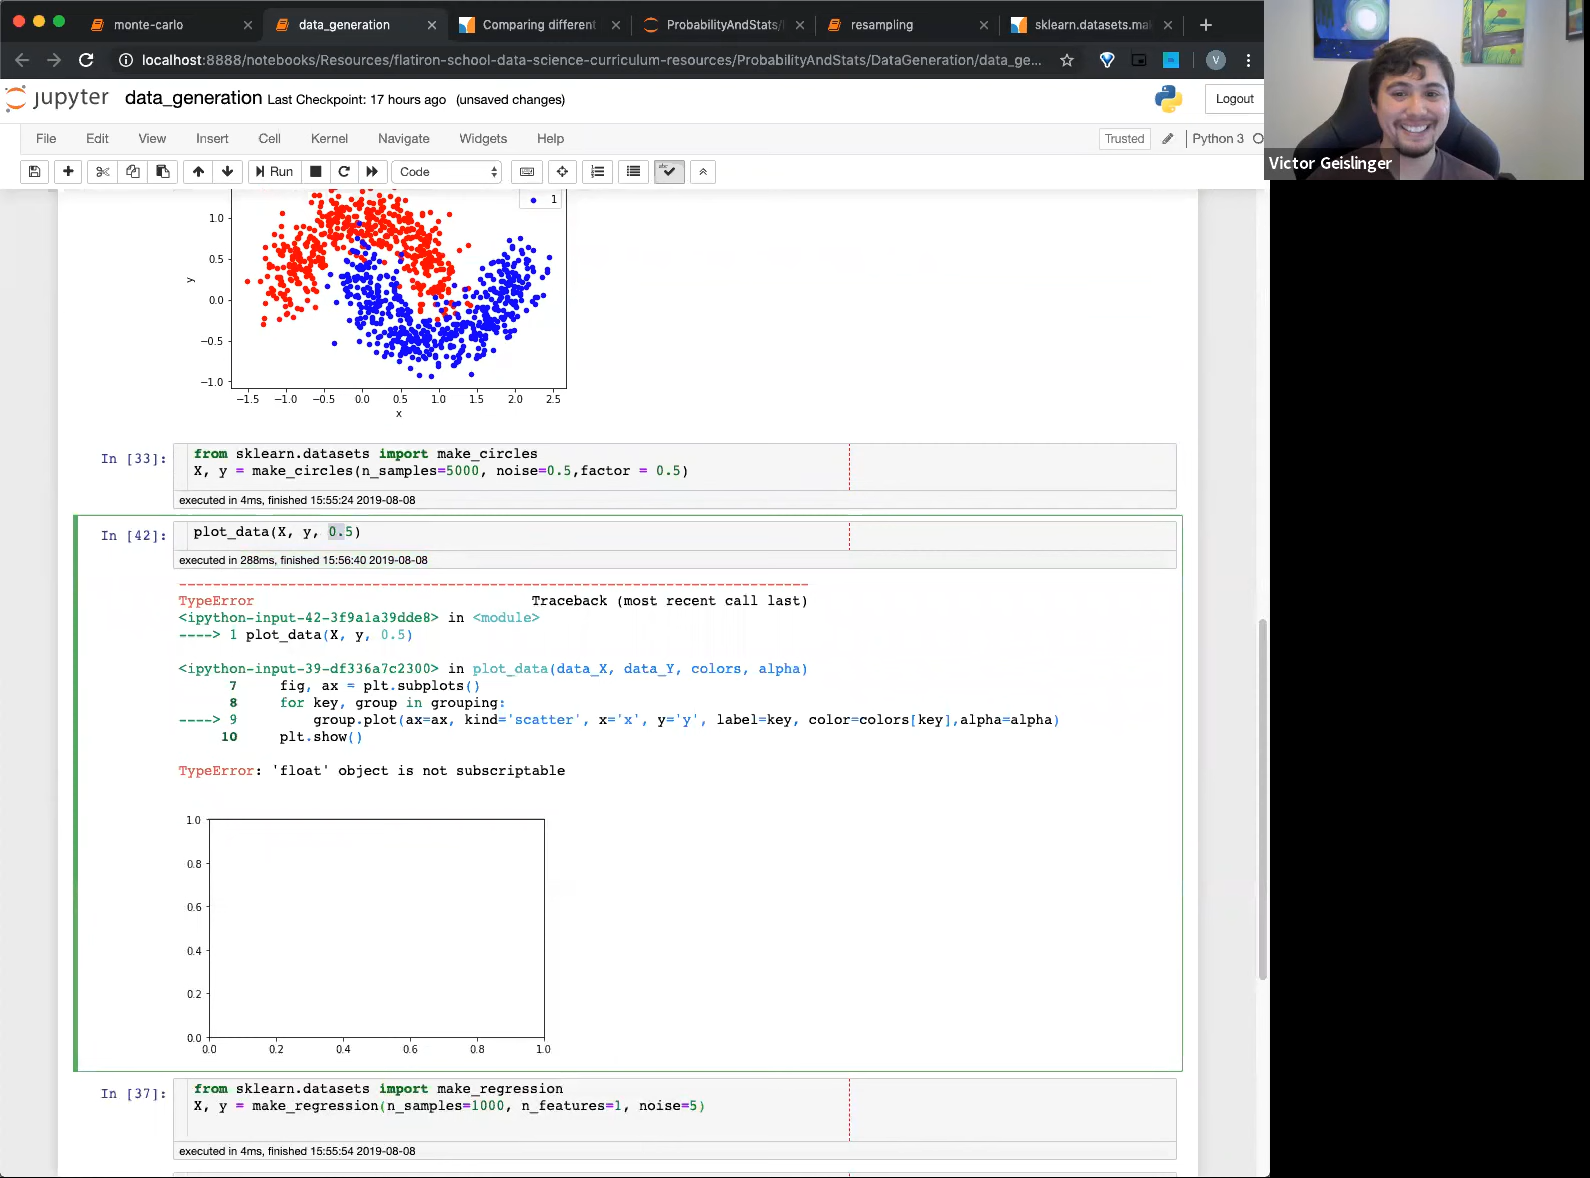 monte-carlo
data_generation
Comparing different
ProbabilityAndStats/
resampling
sklearn.datasets.ma
localhost:8888/notebooks/Resources/flatiron-school-data-science-curriculum-resources/ProbabilityAndStats/DataGeneration/data_ge...
V
jupyter data_generation Last Checkpoint: 17 hours ago (unsaved changes)
Logout
File Edit View Insert Cell Kernel Navigate Widgets Help
Trusted
Python 3
Run
Code
Victor Geislinger
1
1.0
0.5
0.0
−0.5
−1.0
y
−1.5 −1.0 −0.5 0.0 0.5 1.0 1.5 2.0 2.5
x
In [33]:
from sklearn.datasets import make_circles
X, y = make_circles(n_samples=5000, noise=0.5,factor = 0.5)
executed in 4ms, finished 15:55:24 2019-08-08
In [42]:
plot_data(X, y, 0.5)
executed in 288ms, finished 15:56:40 2019-08-08
---------------------------------------------------------------------------
TypeError Traceback (most recent call last)
<ipython-input-42-3f9a1a39dde8> in <module>
----> 1 plot_data(X, y, 0.5)
<ipython-input-39-df336a7c2300> in plot_data(data_X, data_Y, colors, alpha)
7 fig, ax = plt.subplots()
8 for key, group in grouping:
----> 9 group.plot(ax=ax, kind='scatter', x='x', y='y', label=key, color=colors[key],alpha=alpha)
10 plt.show()
TypeError: 'float' object is not subscriptable
1.0
0.8
0.6
0.4
0.2
0.0
0.0 0.2 0.4 0.6 0.8 1.0
In [37]:
from sklearn.datasets import make_regression
X, y = make_regression(n_samples=1000, n_features=1, noise=5)
executed in 4ms, finished 15:55:54 2019-08-08